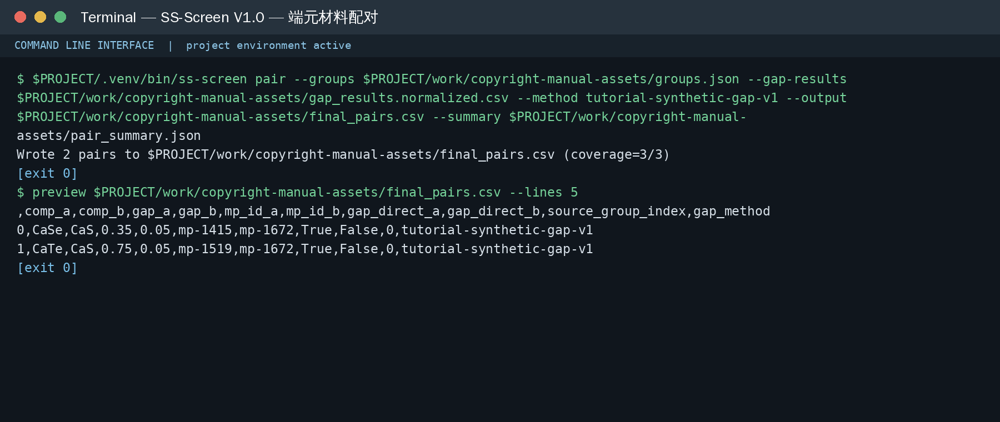 Terminal — SS-Screen V1.0 — 端元材料配对
COMMAND LINE INTERFACE | project environment active
$ $PROJECT/.venv/bin/ss-screen pair --groups $PROJECT/work/copyright-manual-assets/groups.json --gap-results
$PROJECT/work/copyright-manual-assets/gap_results.normalized.csv --method tutorial-synthetic-gap-v1 --output
$PROJECT/work/copyright-manual-assets/final_pairs.csv --summary $PROJECT/work/copyright-manual-
assets/pair_summary.json
Wrote 2 pairs to $PROJECT/work/copyright-manual-assets/final_pairs.csv (coverage=3/3)
[exit 0]
$ preview $PROJECT/work/copyright-manual-assets/final_pairs.csv --lines 5
,comp_a,comp_b,gap_a,gap_b,mp_id_a,mp_id_b,gap_direct_a,gap_direct_b,source_group_index,gap_method
0,CaSe,CaS,0.35,0.05,mp-1415,mp-1672,True,False,0,tutorial-synthetic-gap-v1
1,CaTe,CaS,0.75,0.05,mp-1519,mp-1672,True,False,0,tutorial-synthetic-gap-v1
[exit 0]